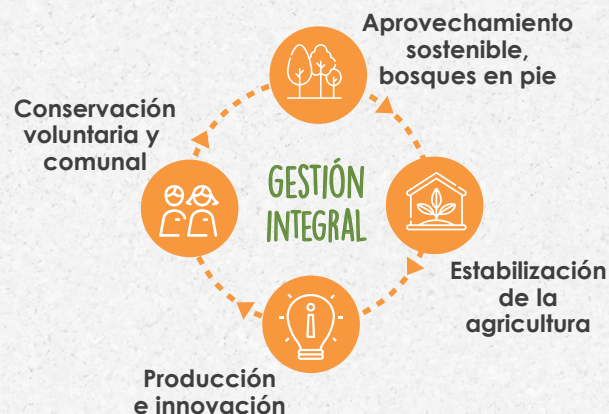 Aprovechamiento
sostenible,
bosques en pie
Conservación
voluntaria y
comunal
GESTIÓN
INTEGRAL
Estabilización
de la
agricultura
Producción
e innovación